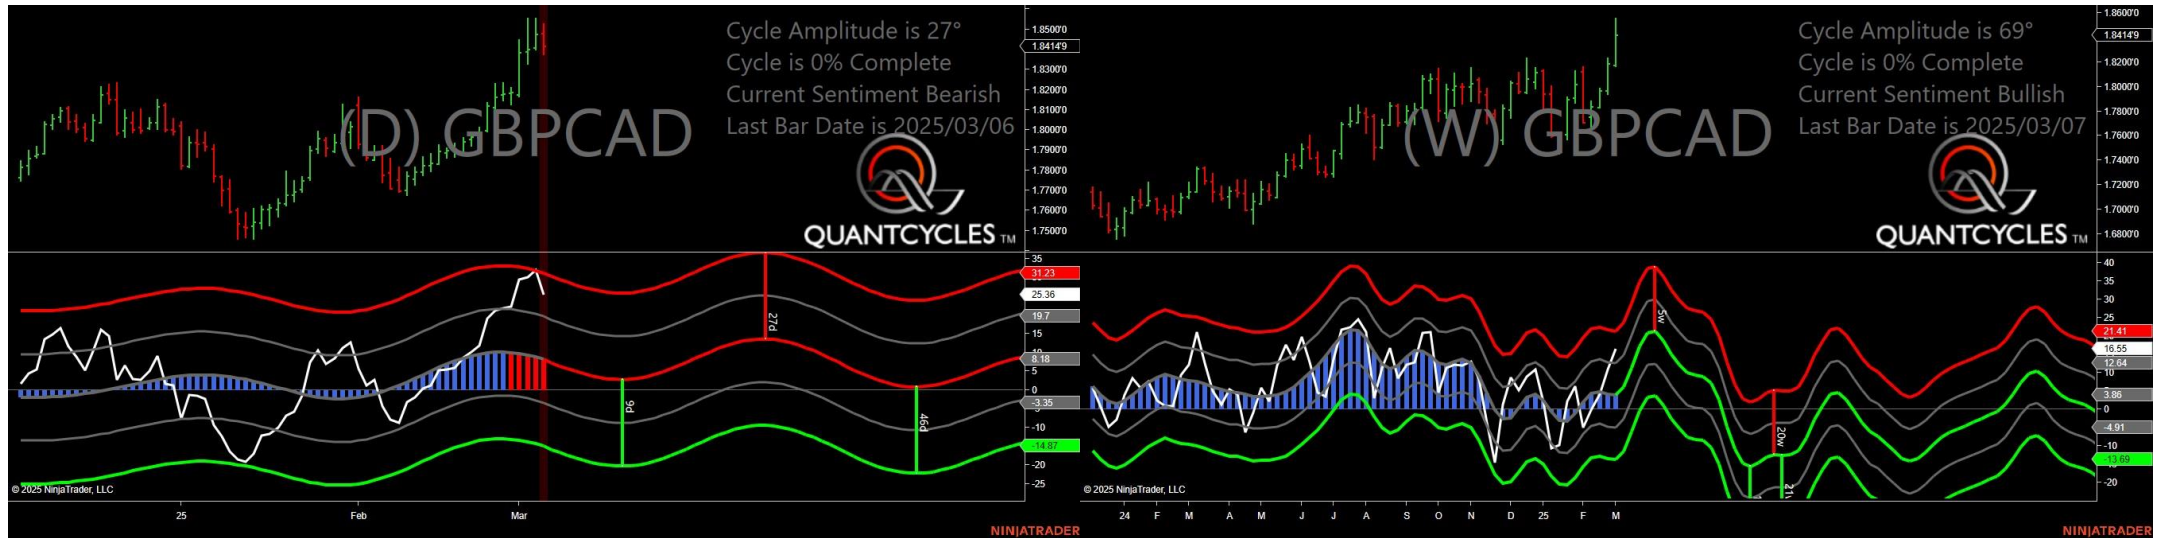 Cycle Amplitude is 27°
Cycle is 0% Complete
Current Sentiment Bearish
Last Bar Date is 2025/03/06
(D) GBPCAD
QUANTCYCLES TM
1.8500'0
1.8414'9
1.8300'0
1.8200'0
1.8100'0
1.8000'0
1.7900'0
1.7800'0
1.7700'0
1.7600'0
1.7500'0
35
31.23
25.36
19.7
15
8.18
5
0
-3.35
-10
-14.87
-20
-25
27d
9d
46d
© 2025 NinjaTrader, LLC
25
Feb
Mar
NINJATRADER
Cycle Amplitude is 69°
Cycle is 0% Complete
Current Sentiment Bullish
Last Bar Date is 2025/03/07
(W) GBPCAD
QUANTCYCLES TM
1.8600'0
1.8414'9
1.8200'0
1.8000'0
1.7800'0
1.7600'0
1.7400'0
1.7200'0
1.7000'0
1.6800'0
40
35
30
25
21.41
16.55
12.64
10
3.86
0
-4.91
-10
-13.69
-20
5w
20w
© 2025 NinjaTrader, LLC
24
F
M
A
M
J
J
A
S
O
N
D
25
F
M
NINJATRADER